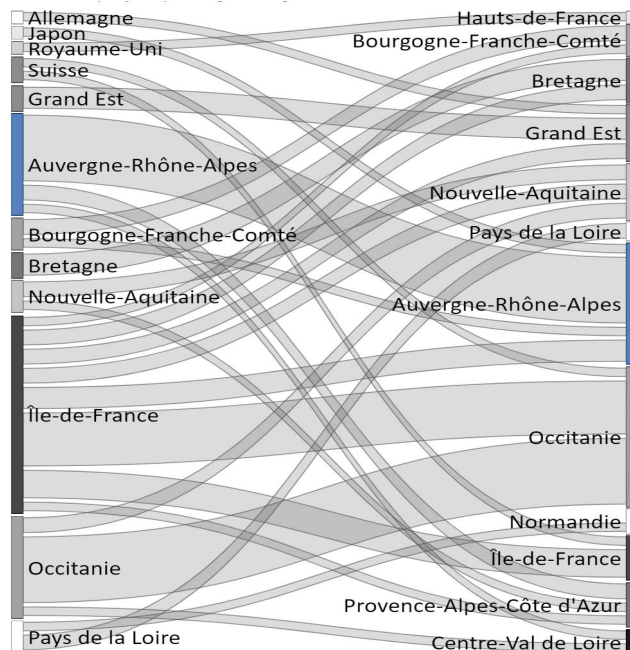 Allemagne
Japon
Royaume-Uni
Suisse
Grand Est
Auvergne-Rhône-Alpes
Bourgogne-Franche-Comté
Bretagne
Nouvelle-Aquitaine
Île-de-France
Occitanie
Pays de la Loire
Hauts-de-France
Bourgogne-Franche-Comté
Bretagne
Grand Est
Nouvelle-Aquitaine
Pays de la Loire
Auvergne-Rhône-Alpes
Occitanie
Normandie
Île-de-France
Provence-Alpes-Côte d'Azur
Centre-Val de Loire